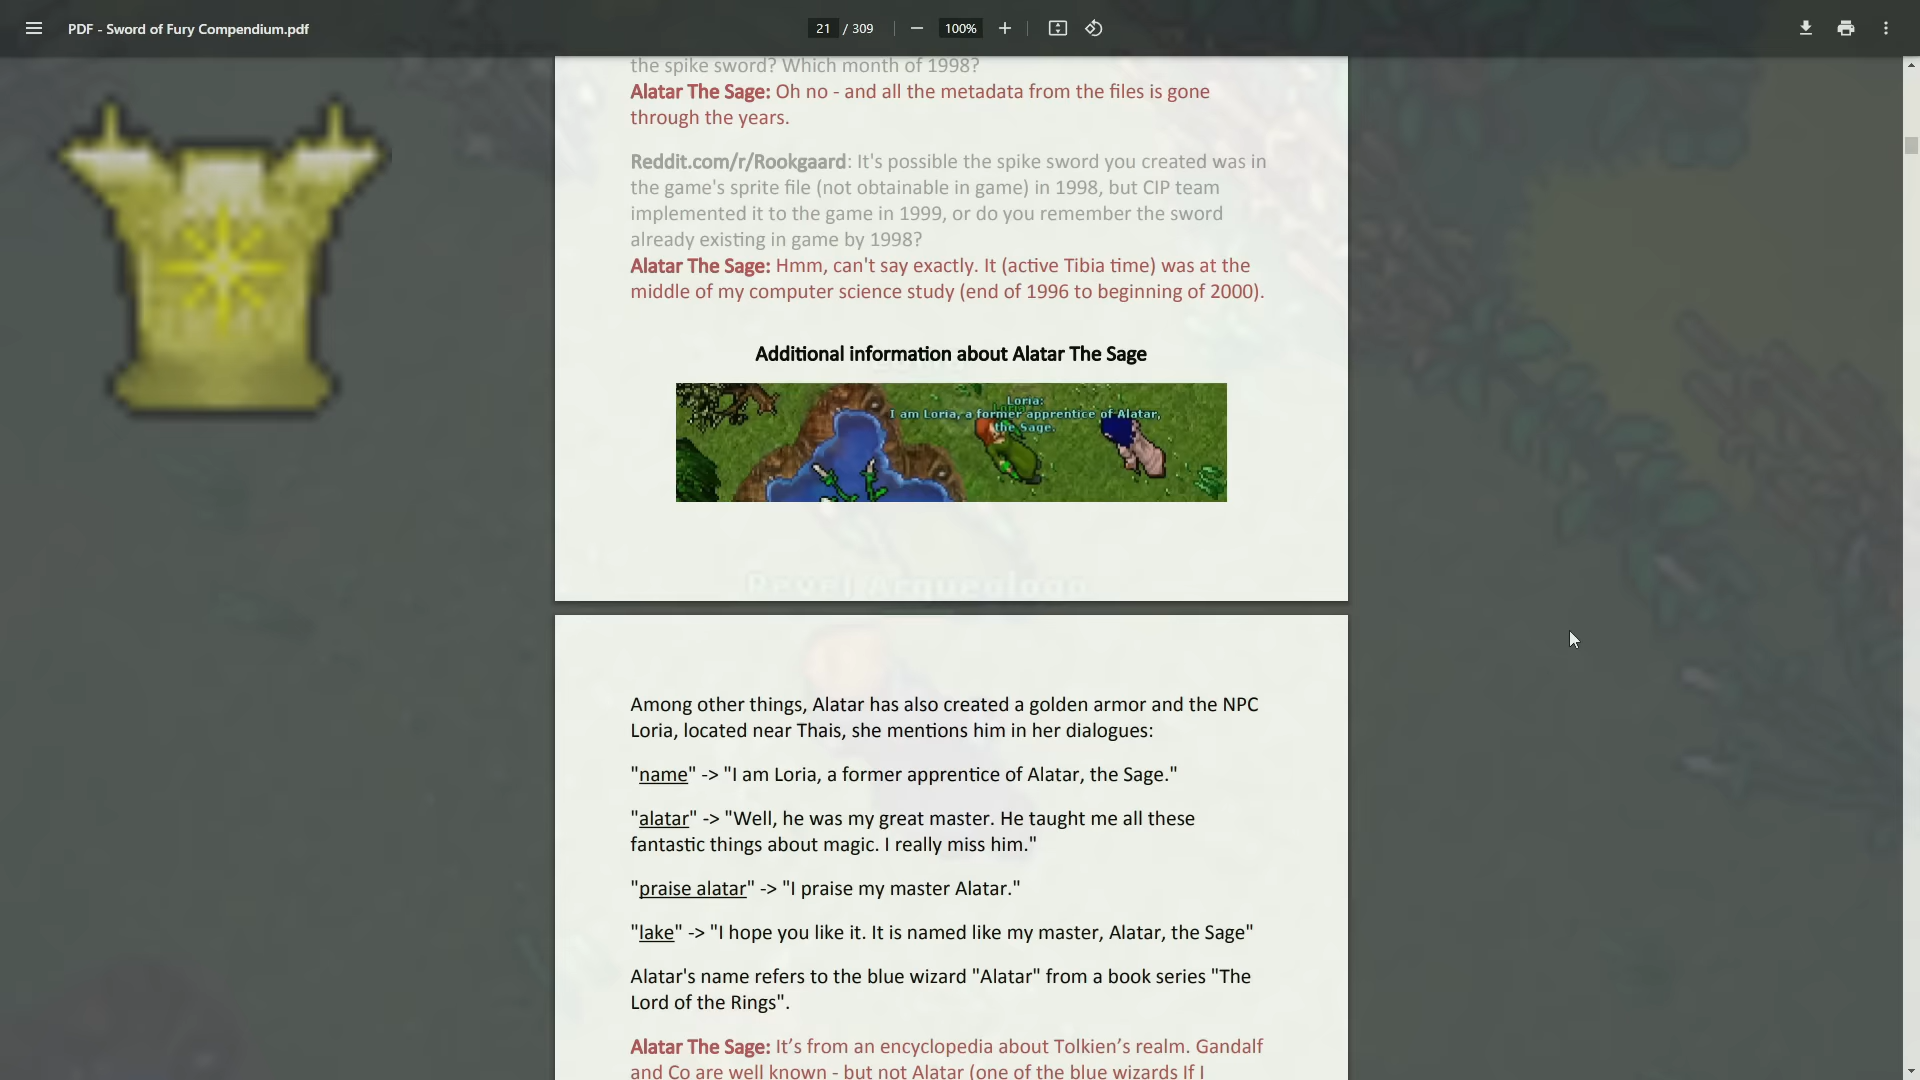 PDF - Sword of Fury Compendium.pdf
21 / 309
100%
the spike sword? Which month of 1998?
Alatar The Sage: Oh no - and all the metadata from the files is gone
through the years.
Reddit.com/r/Rookgaard: It's possible the spike sword you created was in
the game's sprite file (not obtainable in game) in 1998, but CIP team
implemented it to the game in 1999, or do you remember the sword
already existing in game by 1998?
Alatar The Sage: Hmm, can't say exactly. It (active Tibia time) was at the
middle of my computer science study (end of 1996 to beginning of 2000).
Additional information about Alatar The Sage
Loria:
I am Loria, a former apprentice of Alatar,
the Sage.
Among other things, Alatar has also created a golden armor and the NPC
Loria, located near Thais, she mentions him in her dialogues:
"name" -> "I am Loria, a former apprentice of Alatar, the Sage."
"alatar" -> "Well, he was my great master. He taught me all these
fantastic things about magic. I really miss him."
"praise alatar" -> "I praise my master Alatar."
"lake" -> "I hope you like it. It is named like my master, Alatar, the Sage"
Alatar's name refers to the blue wizard "Alatar" from a book series "The
Lord of the Rings".
Alatar The Sage: It’s from an encyclopedia about Tolkien’s realm. Gandalf
and Co are well known - but not Alatar (one of the blue wizards If I